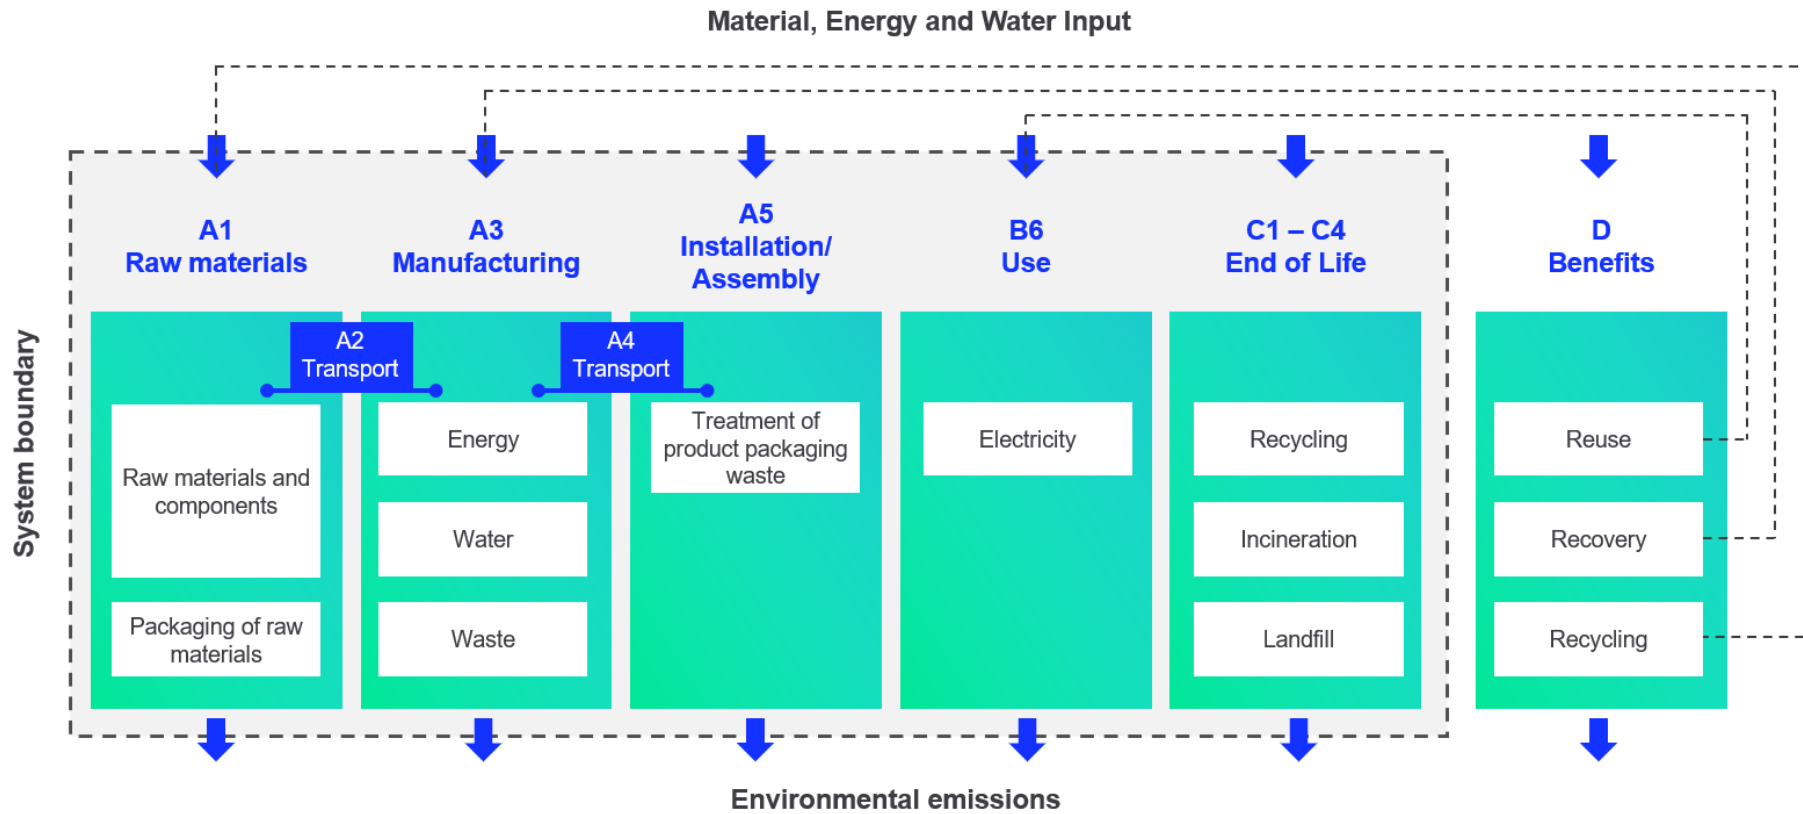 Material, Energy and Water Input
System boundary
A1
Raw materials
A3
Manufacturing
A5
Installation/
Assembly
B6
Use
C1 – C4
End of Life
D
Benefits
A2
Transport
A4
Transport
Raw materials and
components
Packaging of raw
materials
Energy
Water
Waste
Treatment of
product packaging
waste
Electricity
Recycling
Incineration
Landfill
Reuse
Recovery
Recycling
Environmental emissions